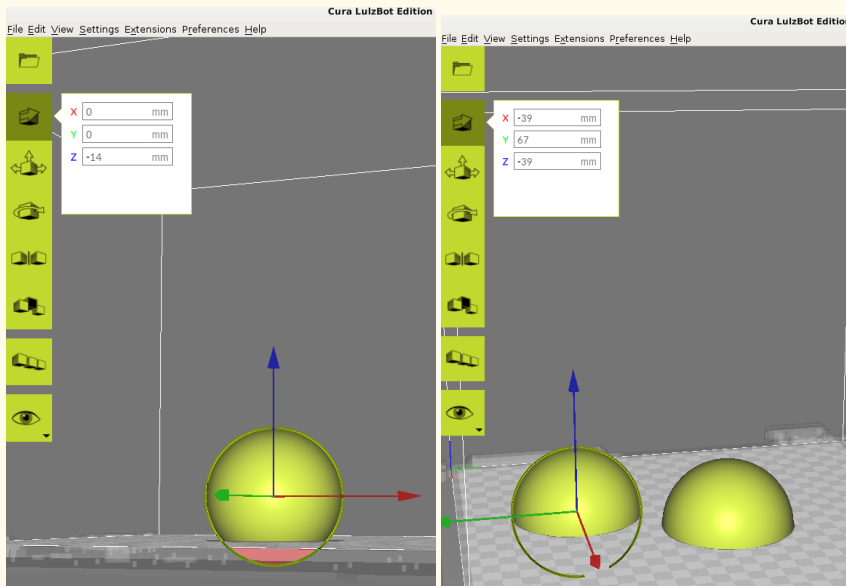 Cura LulzBot Edition
File Edit View Settings Extensions Preferences Help
X 0 mm
Y 0 mm
Z -14 mm
Cura LulzBot Edition
File Edit View Settings Extensions Preferences Help
X -39 mm
Y 67 mm
Z -39 mm